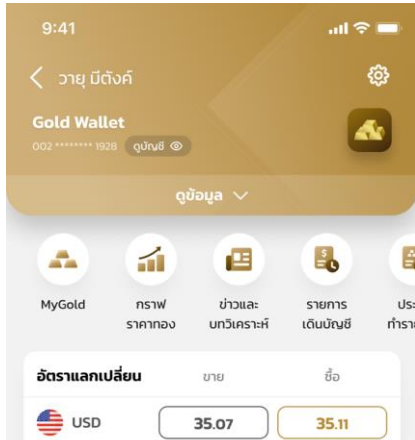 9:41
วายุ มีตังค์
Gold Wallet
002 ******** 1928 ดูบัญชี
ดูข้อมูล
MyGold
กราฟ
ราคาทอง
ข่าวและ
บทวิเคราะห์
รายการ
เดินบัญชี
อัตราแลกเปลี่ยน ขาย ซื้อ
USD 35.07 35.11